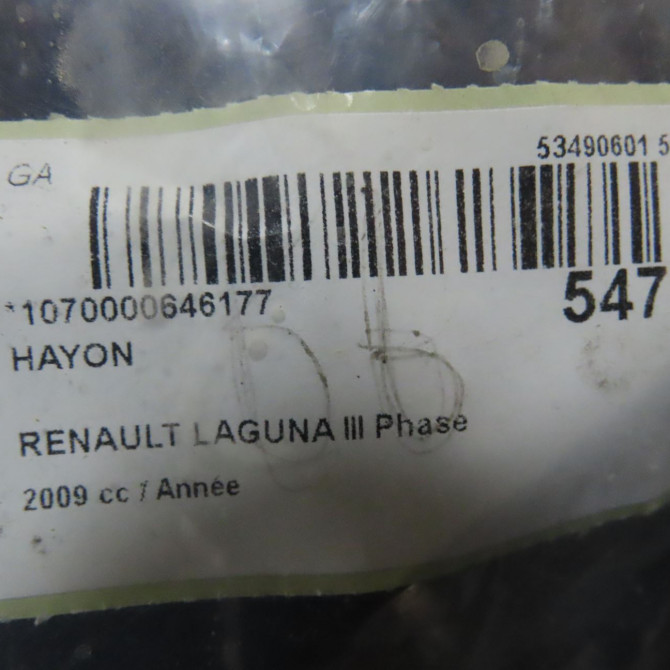 GA
53490601 5
*1070000646177
547
HAYON
RENAULT LAGUNA III Phase
2009 cc / Année